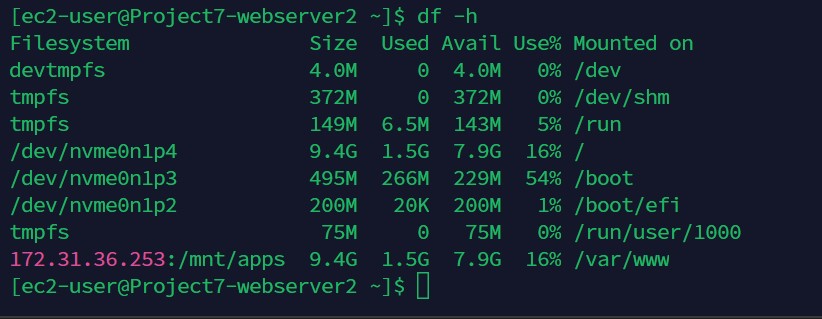 [ec2-user@Project7-webserver2 ~]$ df -h
Filesystem               Size  Used Avail Use% Mounted on
devtmpfs                 4.0M     0  4.0M   0% /dev
tmpfs                    372M     0  372M   0% /dev/shm
tmpfs                    149M  6.5M  143M   5% /run
/dev/nvme0n1p4           9.4G  1.5G  7.9G  16% /
/dev/nvme0n1p3           495M  266M  229M  54% /boot
/dev/nvme0n1p2           200M   20K  200M   1% /boot/efi
tmpfs                     75M     0   75M   0% /run/user/1000
172.31.36.253:/mnt/apps  9.4G  1.5G  7.9G  16% /var/www
[ec2-user@Project7-webserver2 ~]$